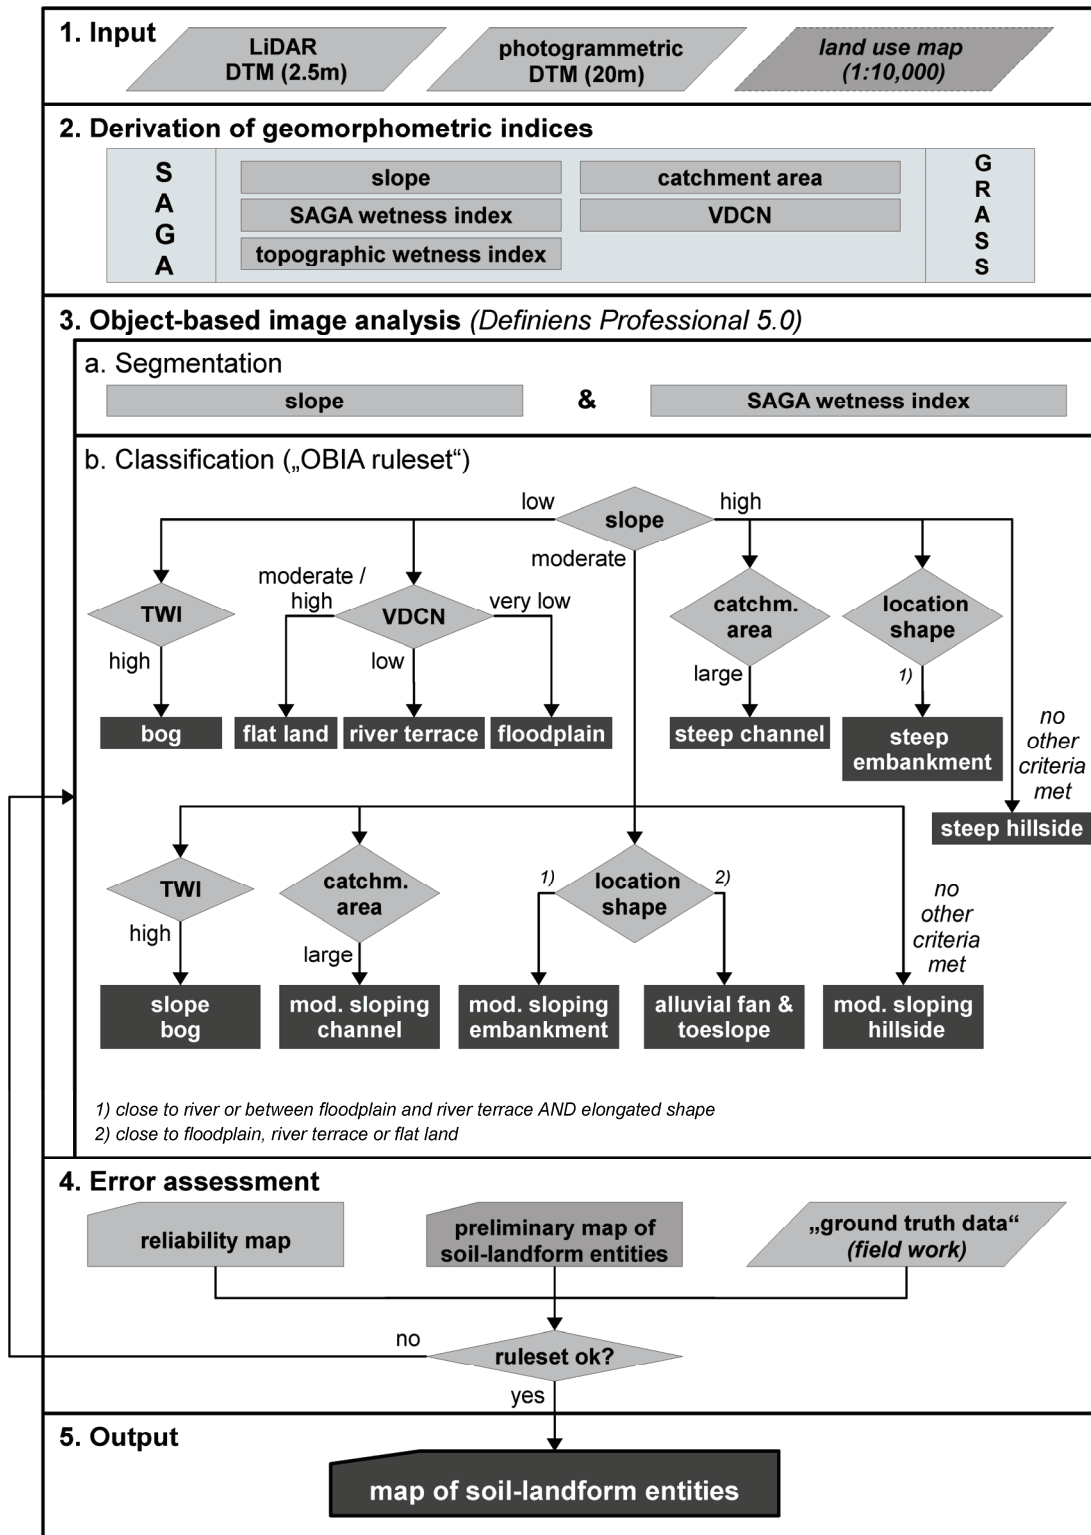 1. Input
LiDAR
DTM (2.5m)
photogrammetric
DTM (20m)
land use map
(1:10,000)
2. Derivation of geomorphometric indices
S
A
G
A
slope
catchment area
SAGA wetness index
VDCN
topographic wetness index
G
R
A
S
S
3. Object-based image analysis (Definiens Professional 5.0)
a. Segmentation
slope
&
SAGA wetness index
b. Classification („OBIA ruleset“)
low
slope
high
moderate
TWI
high
moderate /
high
VDCN
very low
low
catchm.
area
large
location
shape
1)
bog
flat land
river terrace
floodplain
steep channel
steep
embankment
no
other
criteria
met
steep hillside
TWI
high
catchm.
area
large
1)
location
shape
2)
no
other
criteria
met
slope
bog
mod. sloping
channel
mod. sloping
embankment
alluvial fan &
toeslope
mod. sloping
hillside
1) close to river or between floodplain and river terrace AND elongated shape
2) close to floodplain, river terrace or flat land
4. Error assessment
reliability map
preliminary map of
soil-landform entities
„ground truth data“
(field work)
no
ruleset ok?
yes
5. Output
map of soil-landform entities